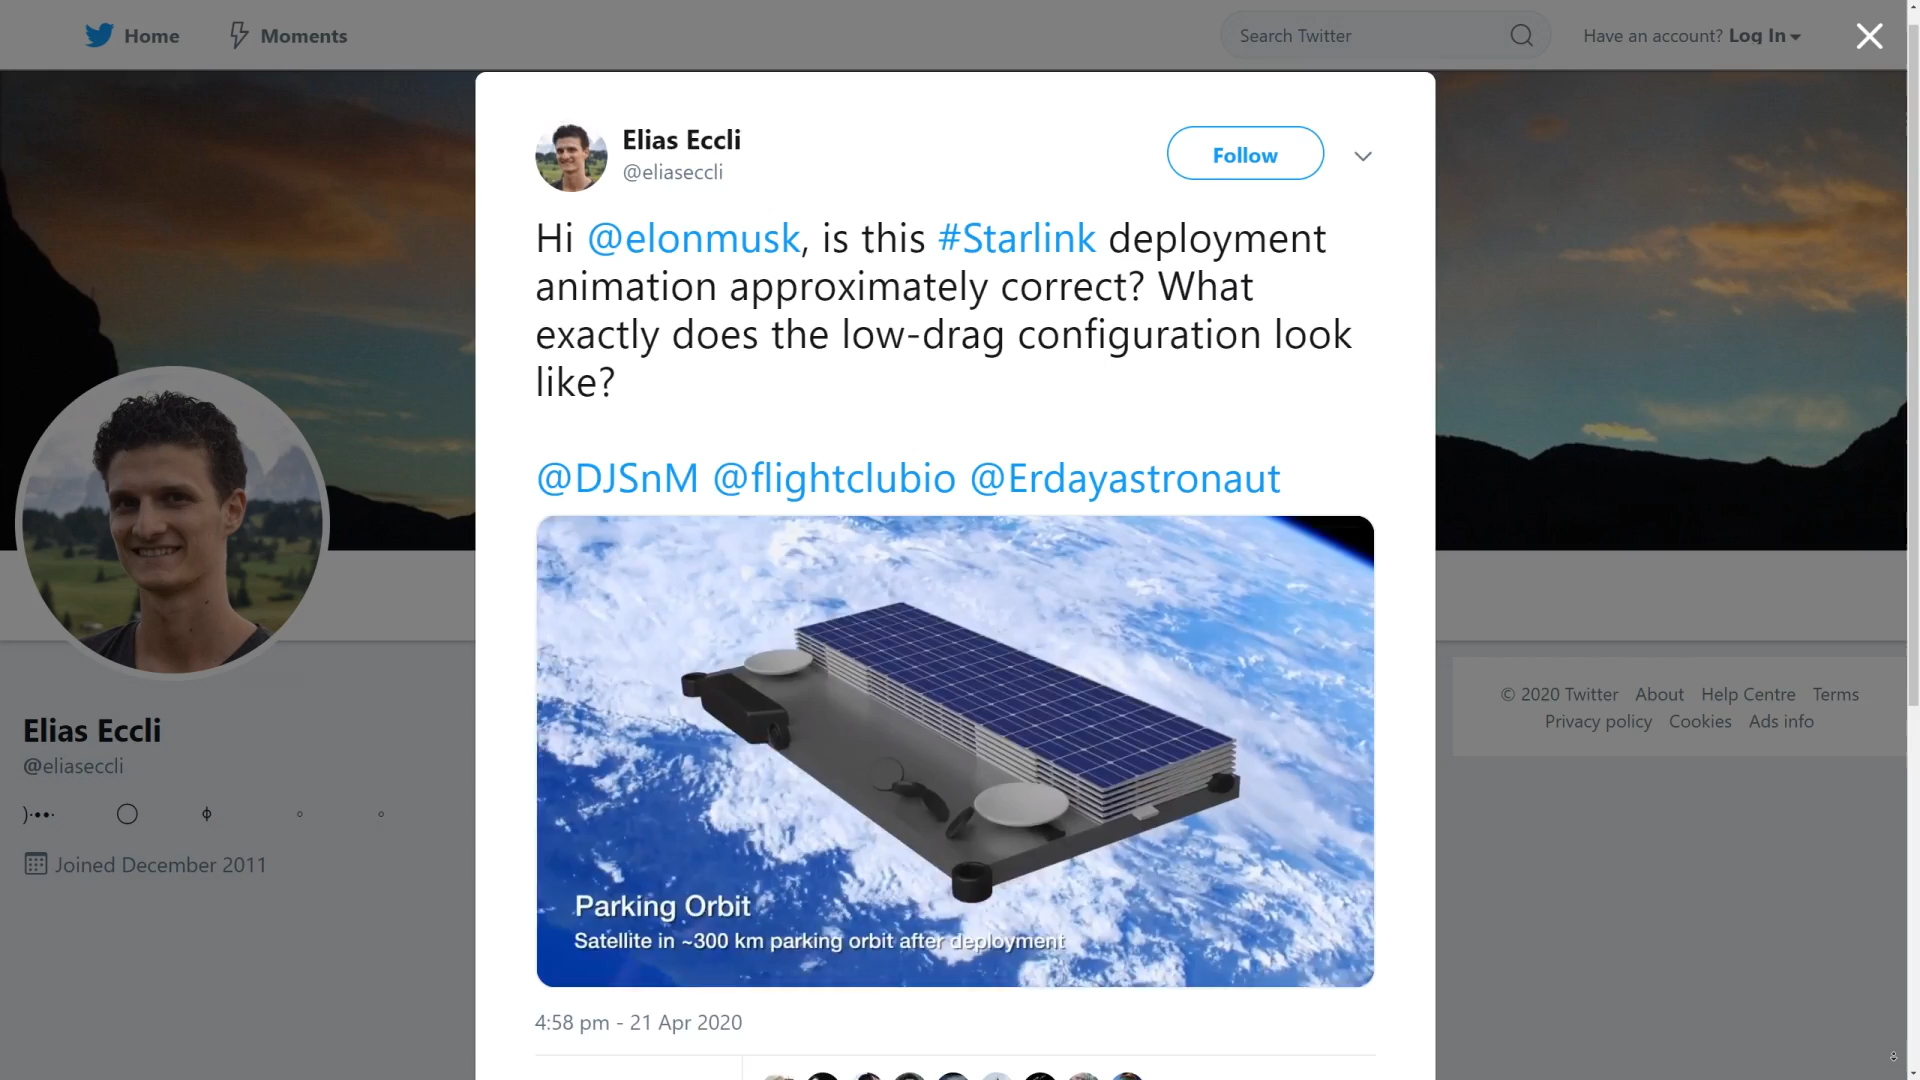 Home
Moments
Search Twitter
Have an account? Log In
Elias Eccli
@eliaseccli
Follow
Hi @elonmusk, is this #Starlink deployment
animation approximately correct? What
exactly does the low-drag configuration look
like?
@DJSnM @flightclubio @Erdayastronaut
Parking Orbit
Satellite in ~300 km parking orbit after deployment
4:58 pm - 21 Apr 2020
Elias Eccli
@eliaseccli
Joined December 2011
© 2020 Twitter About Help Centre Terms
Privacy policy Cookies Ads info